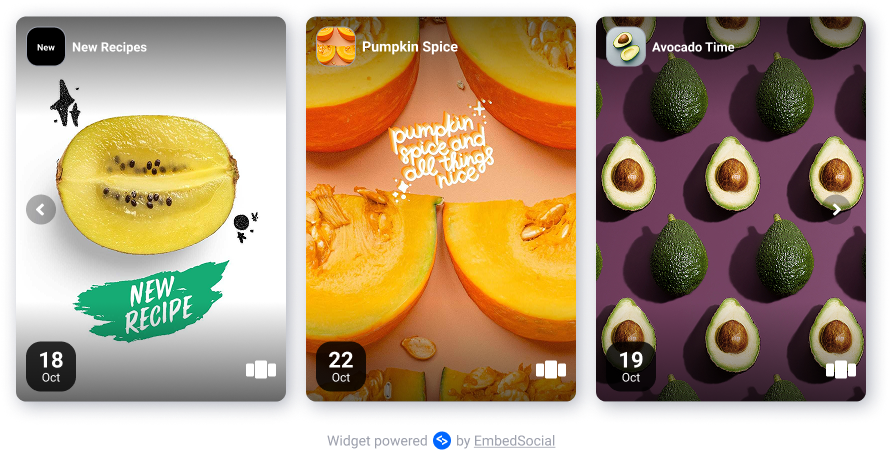 New
New Recipes
NEW
RECIPE
18
Oct
Pumpkin Spice
pumpkin
spice and
all things
nice
22
Oct
Avocado Time
19
Oct
Widget powered by EmbedSocial